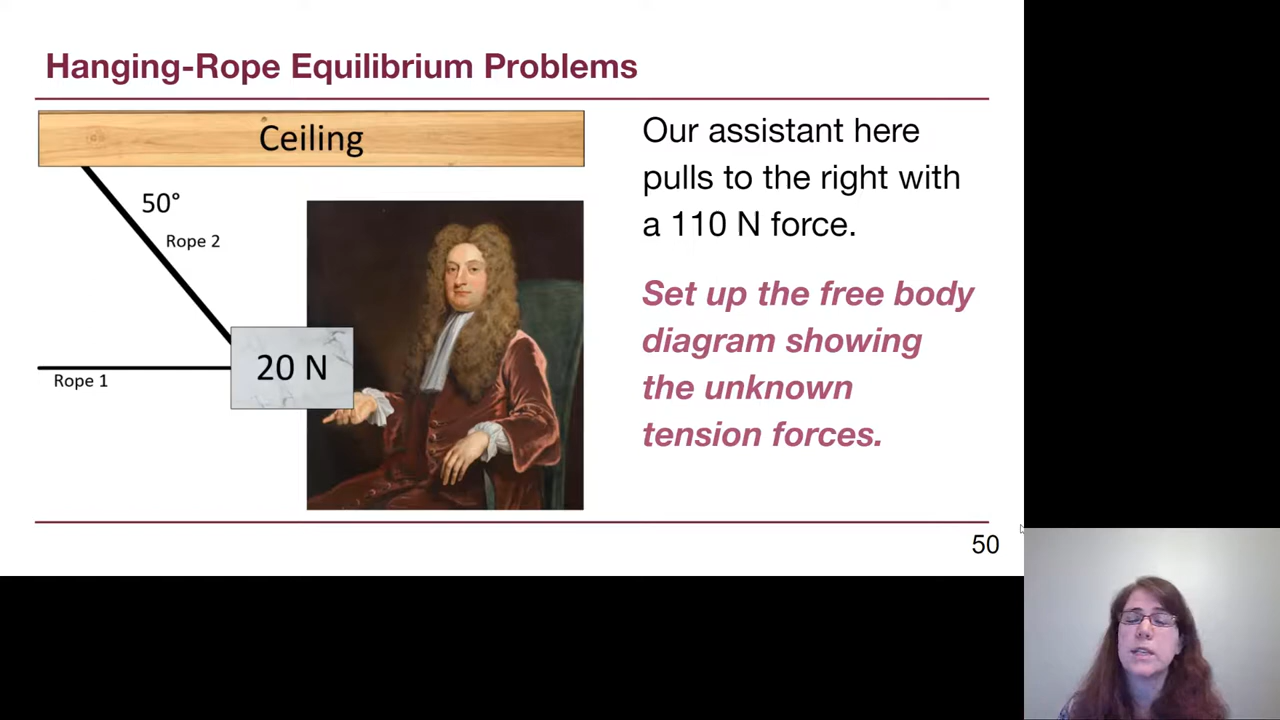 Hanging-Rope Equilibrium Problems
Ceiling
50°
Rope 2
20 N
Rope 1
Our assistant here
pulls to the right with
a 110 N force.
Set up the free body
diagram showing
the unknown
tension forces.
50